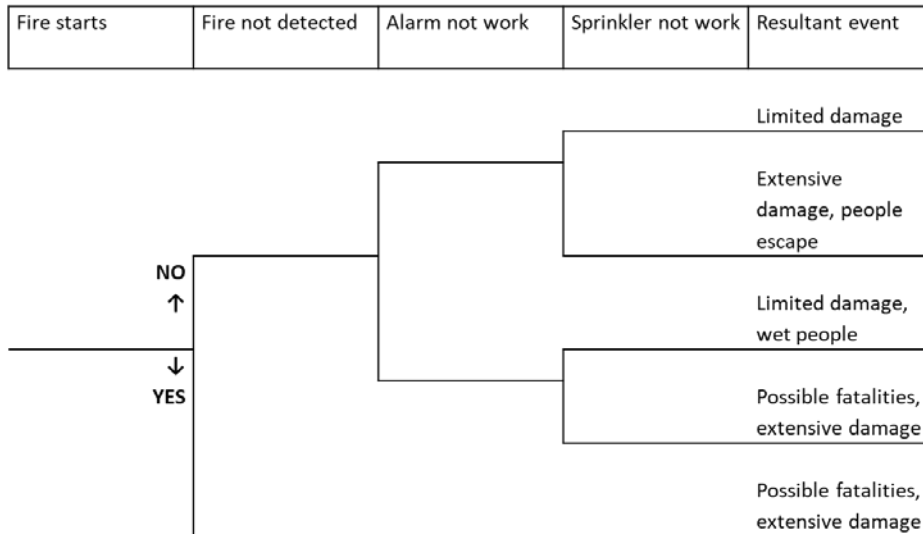 Fire starts
Fire not detected
Alarm not work
Sprinkler not work
Resultant event
Limited damage
Extensive
damage, people
escape
NO
↑
Limited damage,
wet people
↓
YES
Possible fatalities,
extensive damage
Possible fatalities,
extensive damage